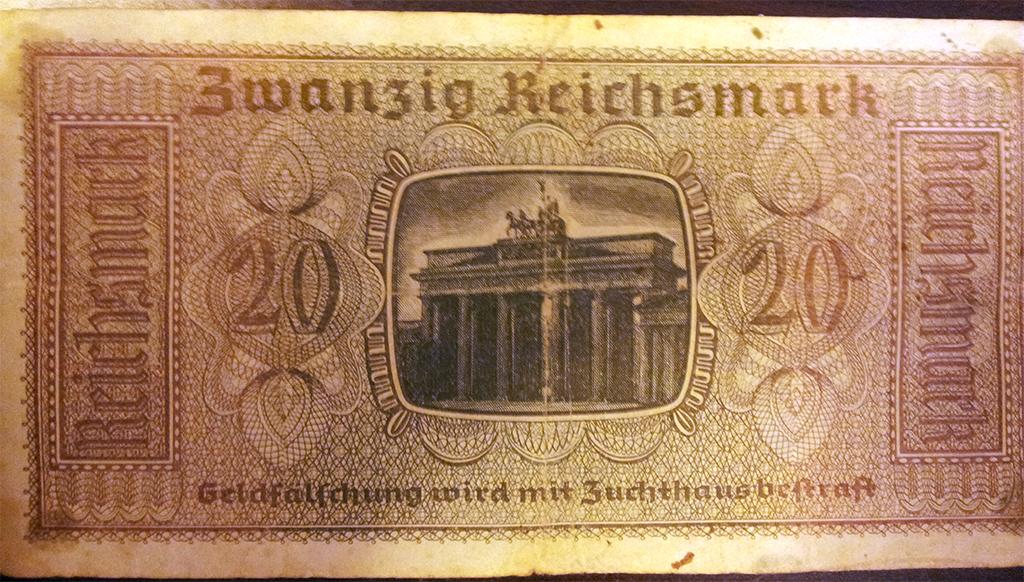 Zwanzig Reichsmark
Reichsmark
20
20
Reichsmark
Geldfälschung wird mit Zuchthaus bestraft